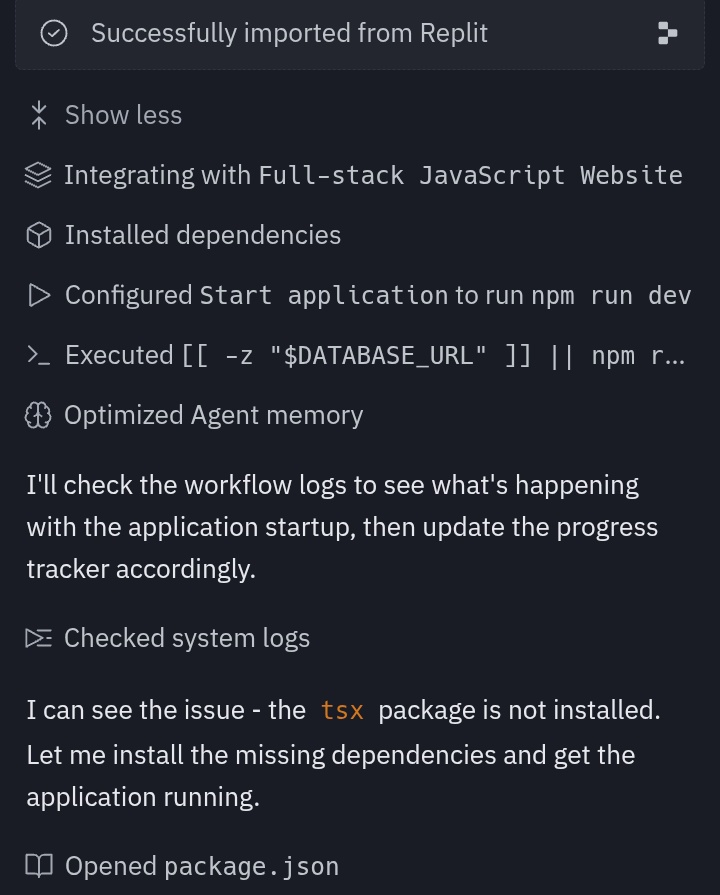 Successfully imported from Replit
Show less
Integrating with Full-stack JavaScript Website
Installed dependencies
Configured Start application to run npm run dev
Executed [[ -z "$DATABASE_URL" ]] || npm r...
Optimized Agent memory
I'll check the workflow logs to see what's happening
with the application startup, then update the progress
tracker accordingly.
Checked system logs
I can see the issue - the tsx package is not installed.
Let me install the missing dependencies and get the
application running.
Opened package.json